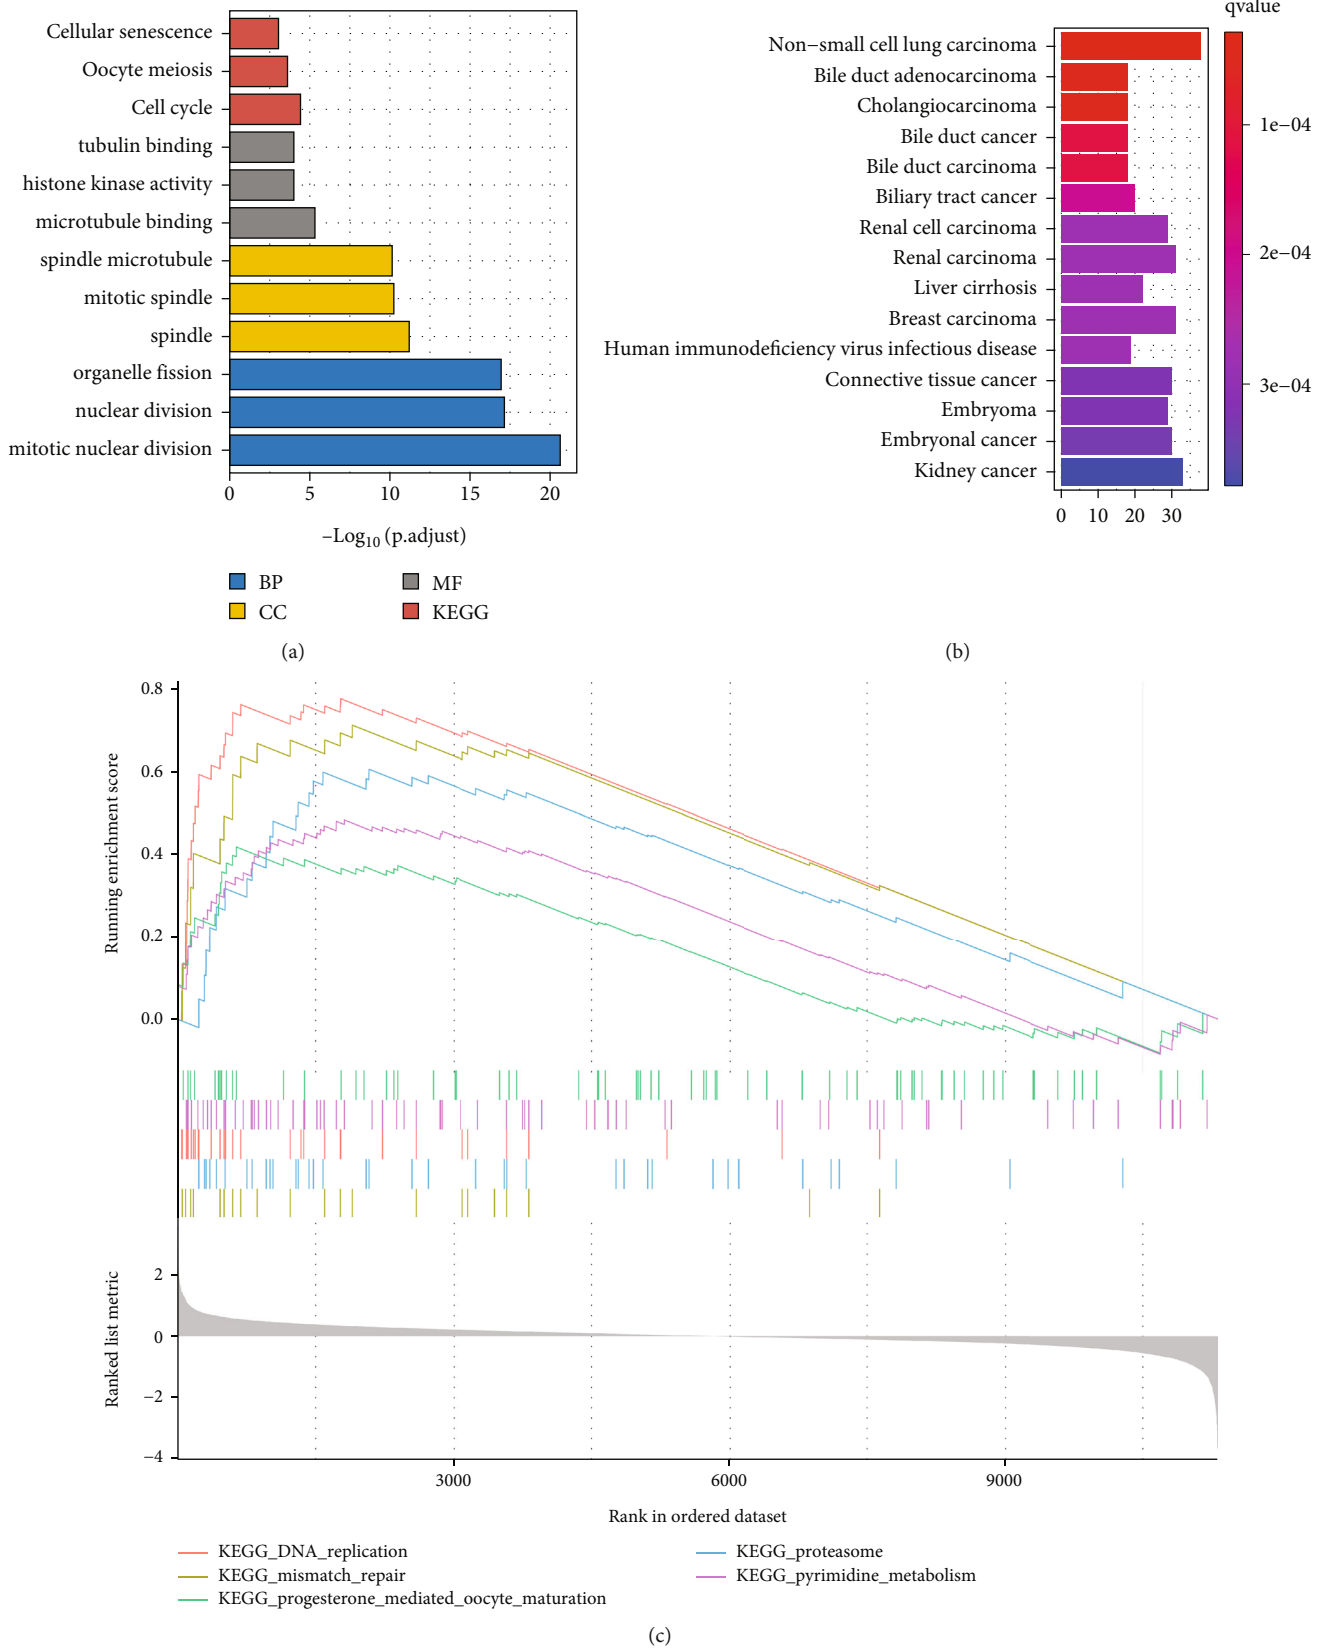 Cellular senescence
Oocyte meiosis
Cell cycle
tubulin binding
histone kinase activity
microtubule binding
spindle microtubule
mitotic spindle
spindle
organelle fission
nuclear division
mitotic nuclear division
0 5 10 15 20
–Log10 (p.adjust)
BP MF
CC KEGG
(a)
qvalue
Non–small cell lung carcinoma
Bile duct adenocarcinoma
Cholangiocarcinoma
Bile duct cancer
Bile duct carcinoma
Biliary tract cancer
Renal cell carcinoma
Renal carcinoma
Liver cirrhosis
Breast carcinoma
Human immunodeficiency virus infectious disease
Connective tissue cancer
Embryoma
Embryonal cancer
Kidney cancer
0 10 20 30
1e–04
2e–04
3e–04
(b)
Running enrichment score
0.8
0.6
0.4
0.2
0.0
Ranked list metric
2
0
–2
–4
3000 6000 9000
Rank in ordered dataset
KEGG_DNA_replication
KEGG_mismatch_repair
KEGG_progesterone_mediated_oocyte_maturation
KEGG_proteasome
KEGG_pyrimidine_metabolism
(c)